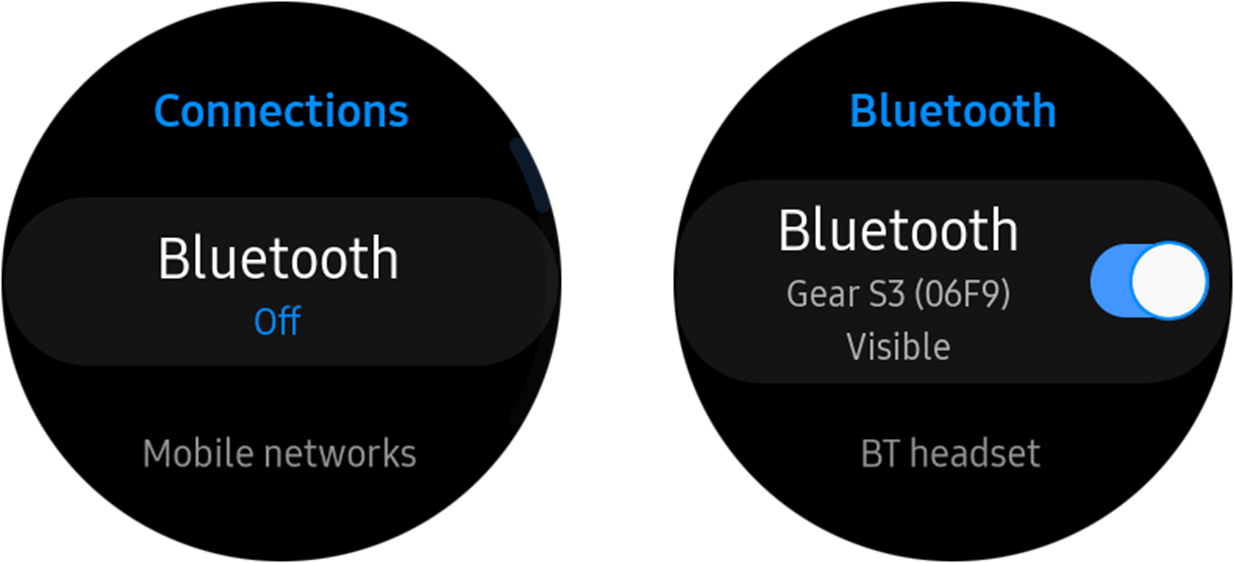 Connections
Bluetooth
Off
Mobile networks
Bluetooth
Bluetooth
Gear S3 (06F9)
Visible
BT headset